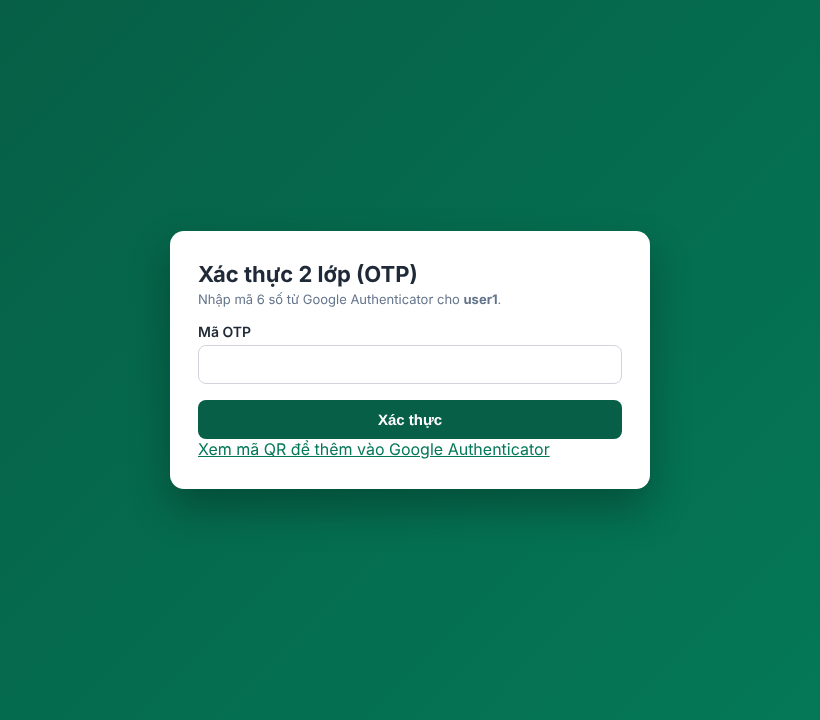 Xác thực 2 lớp (OTP)
Nhập mã 6 số từ Google Authenticator cho user1.
Mã OTP
Xác thực
Xem mã QR để thêm vào Google Authenticator